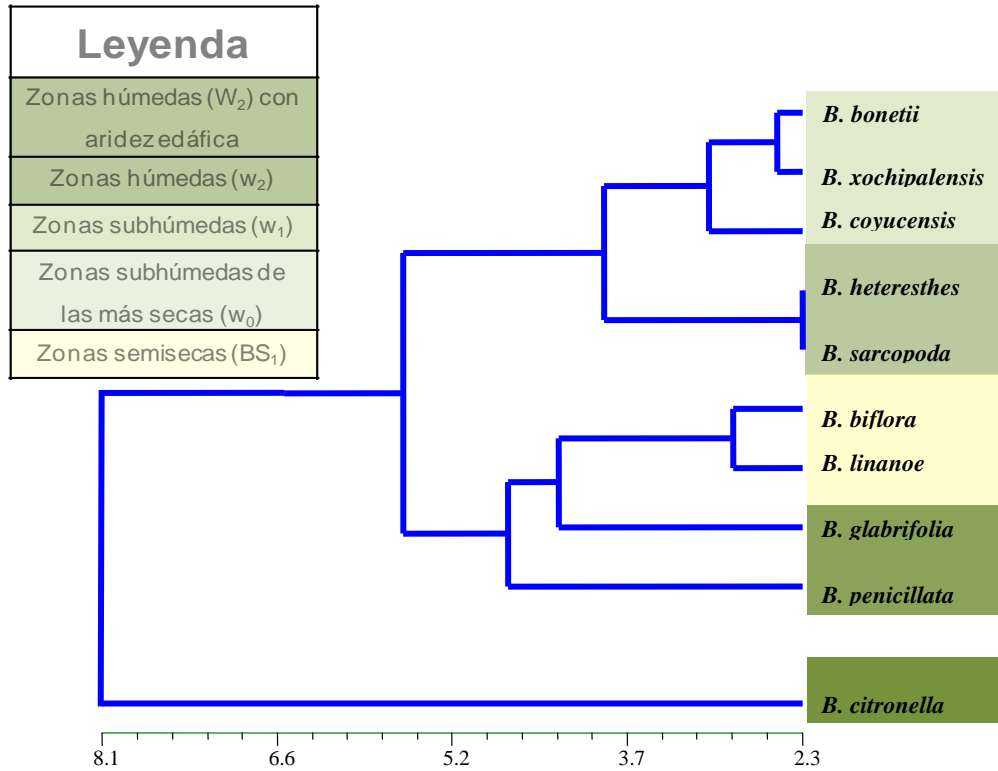 Leyenda
Zonas húmedas (W₂) con
aridez edáfica
Zonas húmedas (w₂)
Zonas subhúmedas (w₁)
Zonas subhúmedas de
las más secas (w₀)
Zonas semisecas (BS₁)
B. bonetii
B. xochipalensis
B. coyucensis
B. heteresthes
B. sarcopoda
B. biflora
B. linanoe
B. glabrifolia
B. penicillata
B. citronella
8.1 6.6 5.2 3.7 2.3